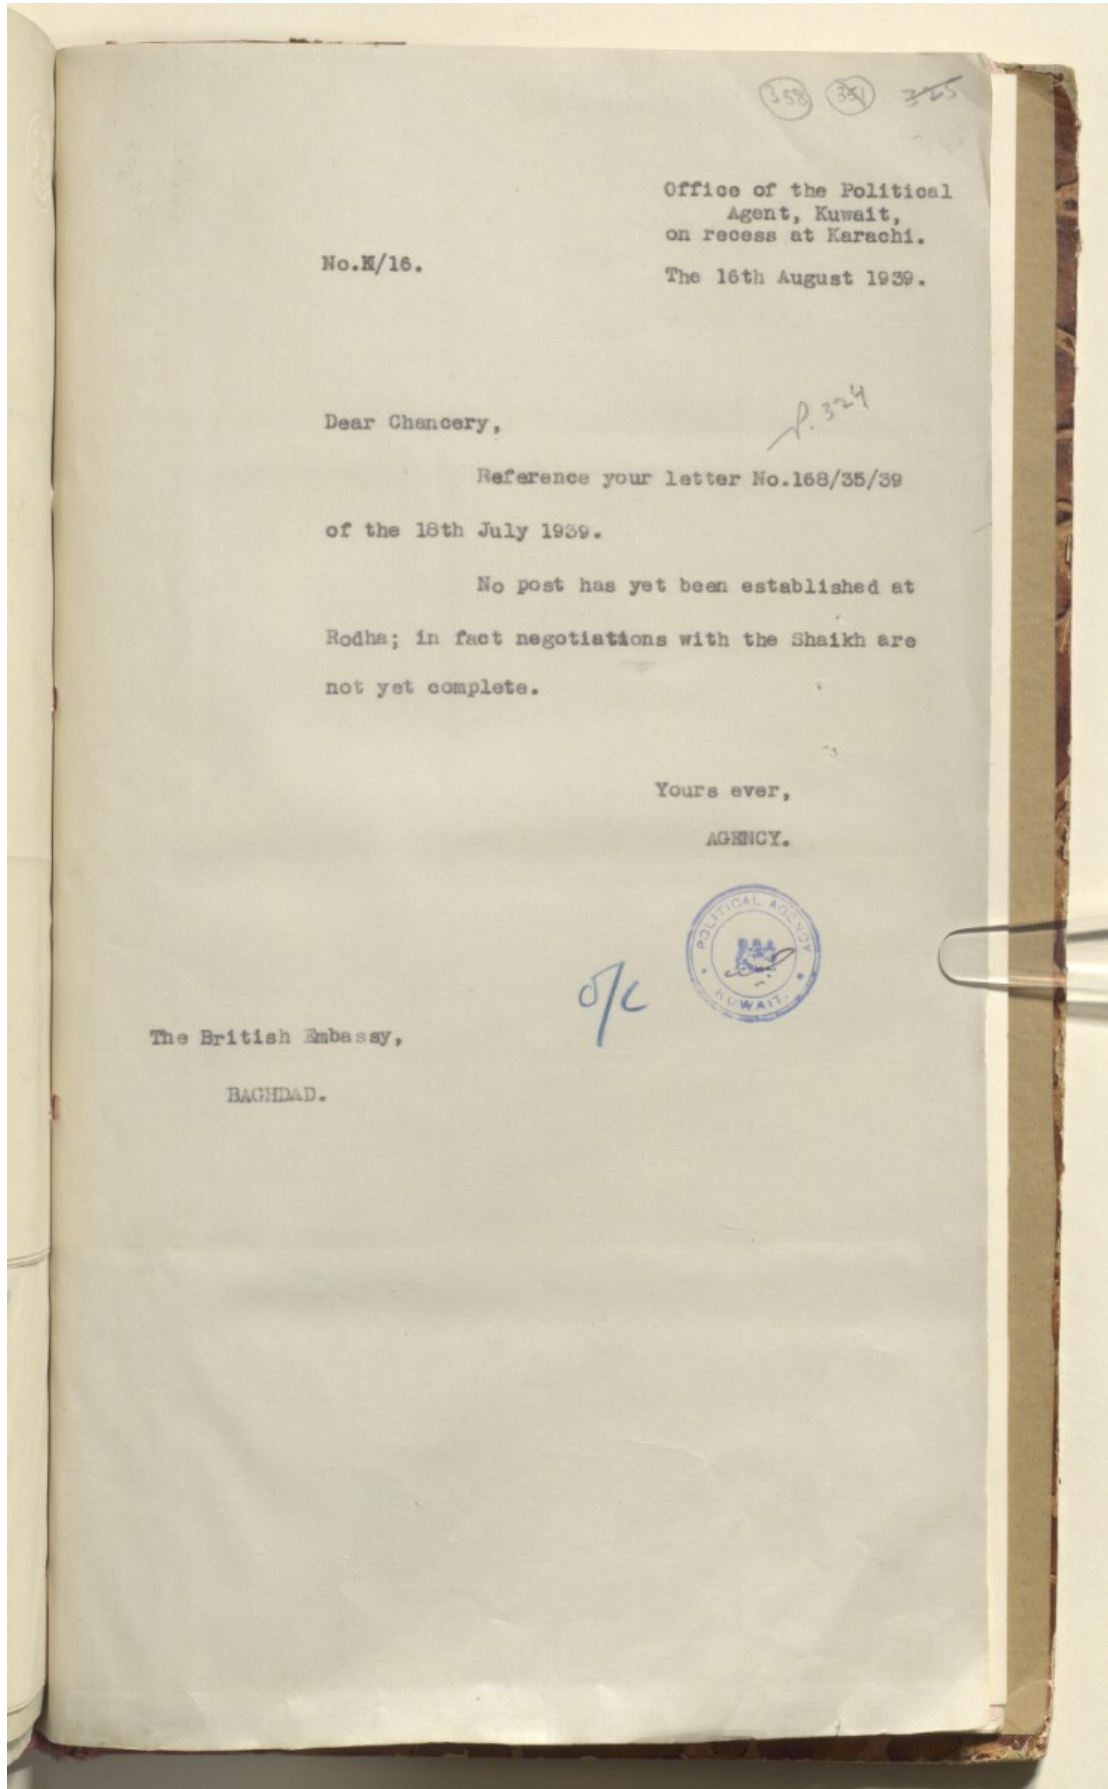 358 351 325
Office of the Political
Agent, Kuwait,
on recess at Karachi.
No.K/16.
The 16th August 1939.
p. 324
Dear Chancery,
Reference your letter No.168/35/39
of the 18th July 1939.
No post has yet been established at
Rodha; in fact negotiations with the Shaikh are
not yet complete.
Yours ever,
AGENCY.
POLITICAL AGENCY
KUWAIT.
O/C
The British Embassy,
BAGHDAD.